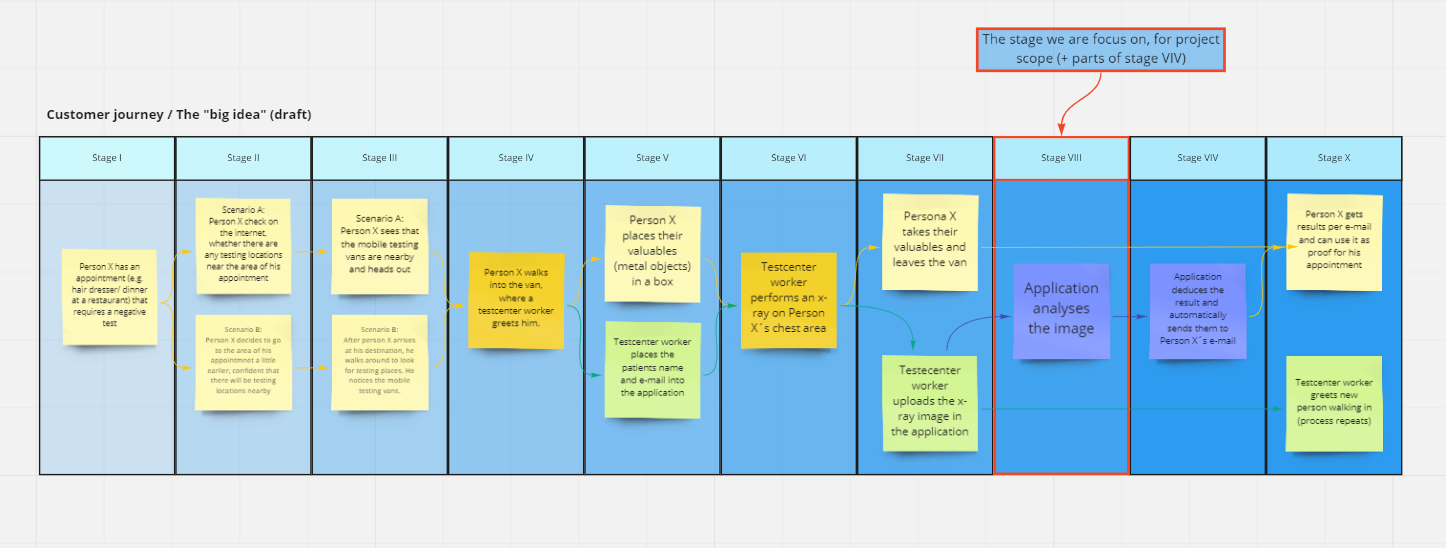 The stage we are focus on, for project
scope (+ parts of stage VIV)
Customer journey / The "big idea" (draft)
Stage I
Stage II
Stage III
Stage IV
Stage V
Stage VI
Stage VII
Stage VIII
Stage VIV
Stage X
Person X has an
appointment (e.g.
hair dresser/ dinner
at a restaurant) that
requires a negative
test
Scenario A:
Person X check on
the internet,
whether there are
any testing locations
near the area of his
appointment
Scenario B:
Person X decides to go
to the area of his
appointmnet a little
earlier, confident that
there will be testing
locations nearby
Scenario A:
Person X sees that
the mobile testing
vans are nearby
and heads out
Scenario B:
After person X arrives
at his destination, he
walks around to look
for testing places. He
notices the mobile
testing vans.
Person X walks
into the van,
where a
testcenter worker
greets him.
Person X
places their
valuables
(metal objects)
in a box
Testcenter worker
places the
patients name
and e-mail into
the application
Testcenter
worker
performs an x-
ray on Person
X´s chest area
Persona X
takes their
valuables and
leaves the van
Testecenter
worker
uploads the x-
ray image in
the application
Application
analyses
the image
Application
deduces the
result and
automatically
sends them to
Person X´s e-mail
Person X gets
results per e-mail
and can use it as
proof for his
appointment
Testcenter worker
greets new
person walking in
(process repeats)